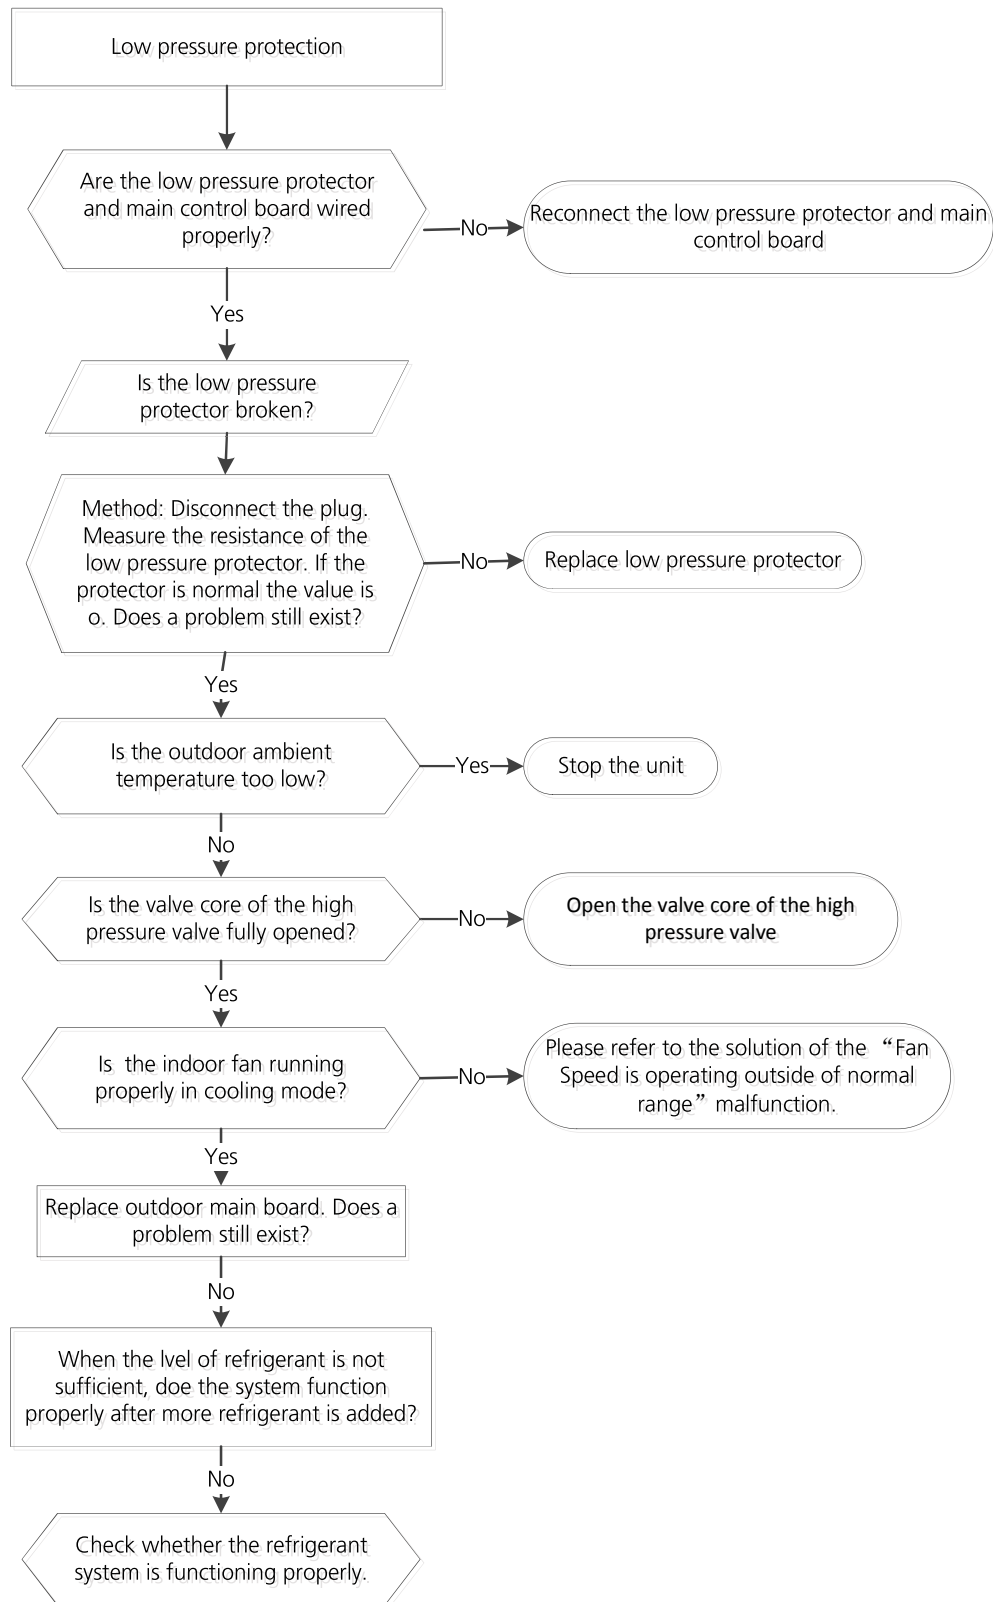 Low pressure protection
Are the low pressure protector
and main control board wired
properly?
No
Reconnect the low pressure protector and main
control board
Yes
Is the low pressure
protector broken?
Method: Disconnect the plug.
Measure the resistance of the
low pressure protector. If the
protector is normal the value is
o. Does a problem still exist?
No
Replace low pressure protector
Yes
Is the outdoor ambient
temperature too low?
Yes
Stop the unit
No
Is the valve core of the high
pressure valve fully opened?
No
Open the valve core of the high
pressure valve
Yes
Is the indoor fan running
properly in cooling mode?
No
Please refer to the solution of the “Fan
Speed is operating outside of normal
range” malfunction.
Yes
Replace outdoor main board. Does a
problem still exist?
No
When the lvel of refrigerant is not
sufficient, doe the system function
properly after more refrigerant is added?
No
Check whether the refrigerant
system is functioning properly.